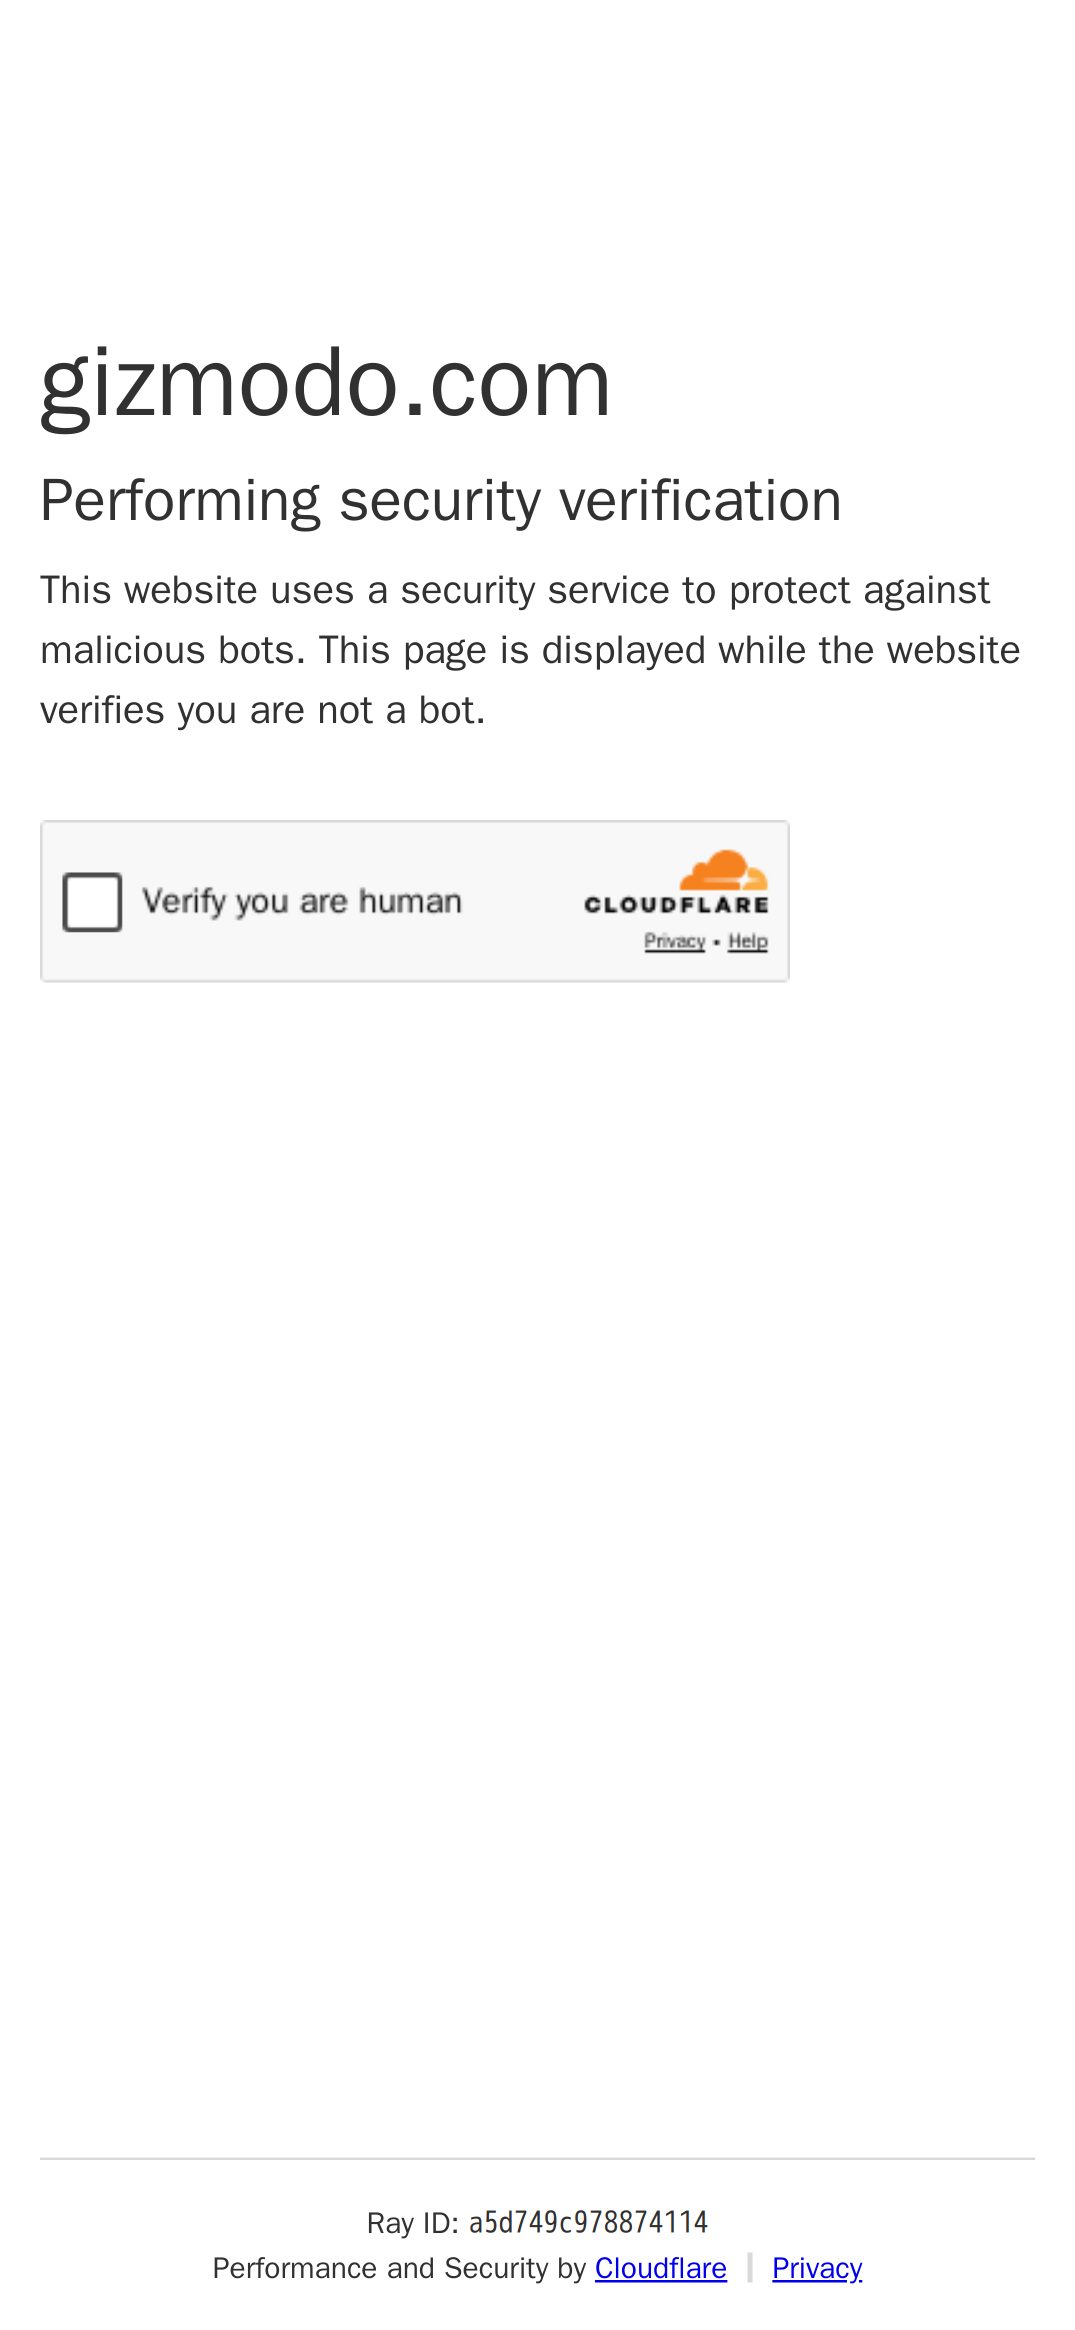 gizmodo.com
Performing security verification
This website uses a security service to protect against
malicious bots. This page is displayed while the website
verifies you are not a bot.
Verify you are human
CLOUDFLARE
Privacy • Help
Ray ID: a5d749c978874114
Performance and Security by Cloudflare | Privacy